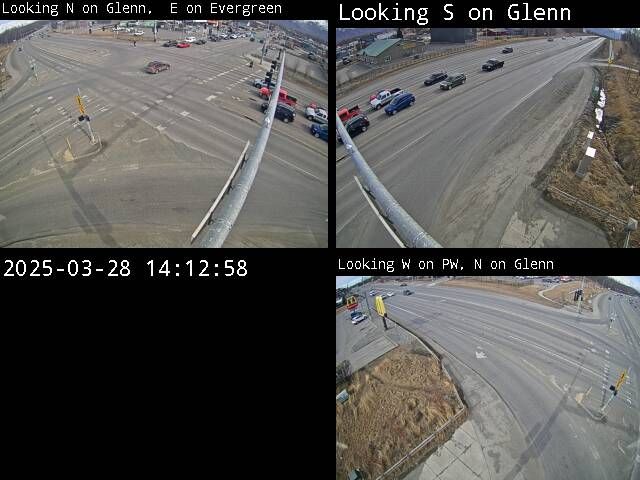 Looking N on Glenn,  E on Evergreen
Looking S on Glenn
2025-03-28 14:12:58
Looking W on PW, N on Glenn